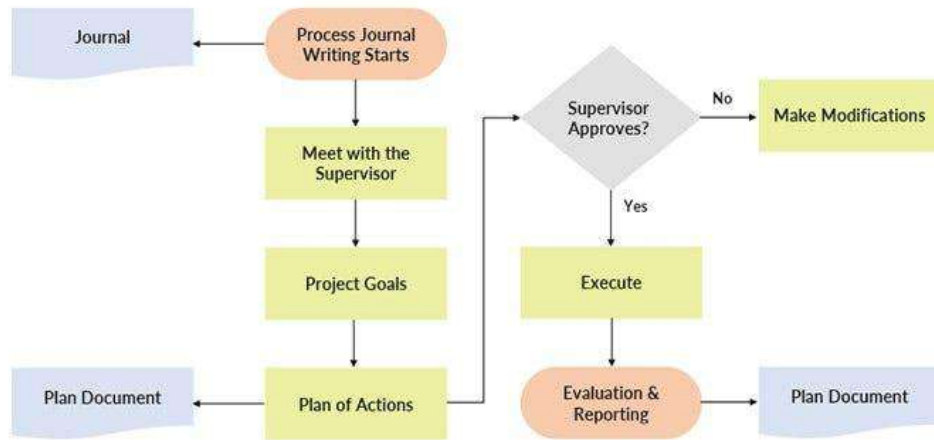 Journal
Process Journal
Writing Starts
Meet with the
Supervisor
Project Goals
Plan Document
Plan of Actions
Supervisor
Approves?
No
Make Modifications
Yes
Execute
Evaluation &
Reporting
Plan Document